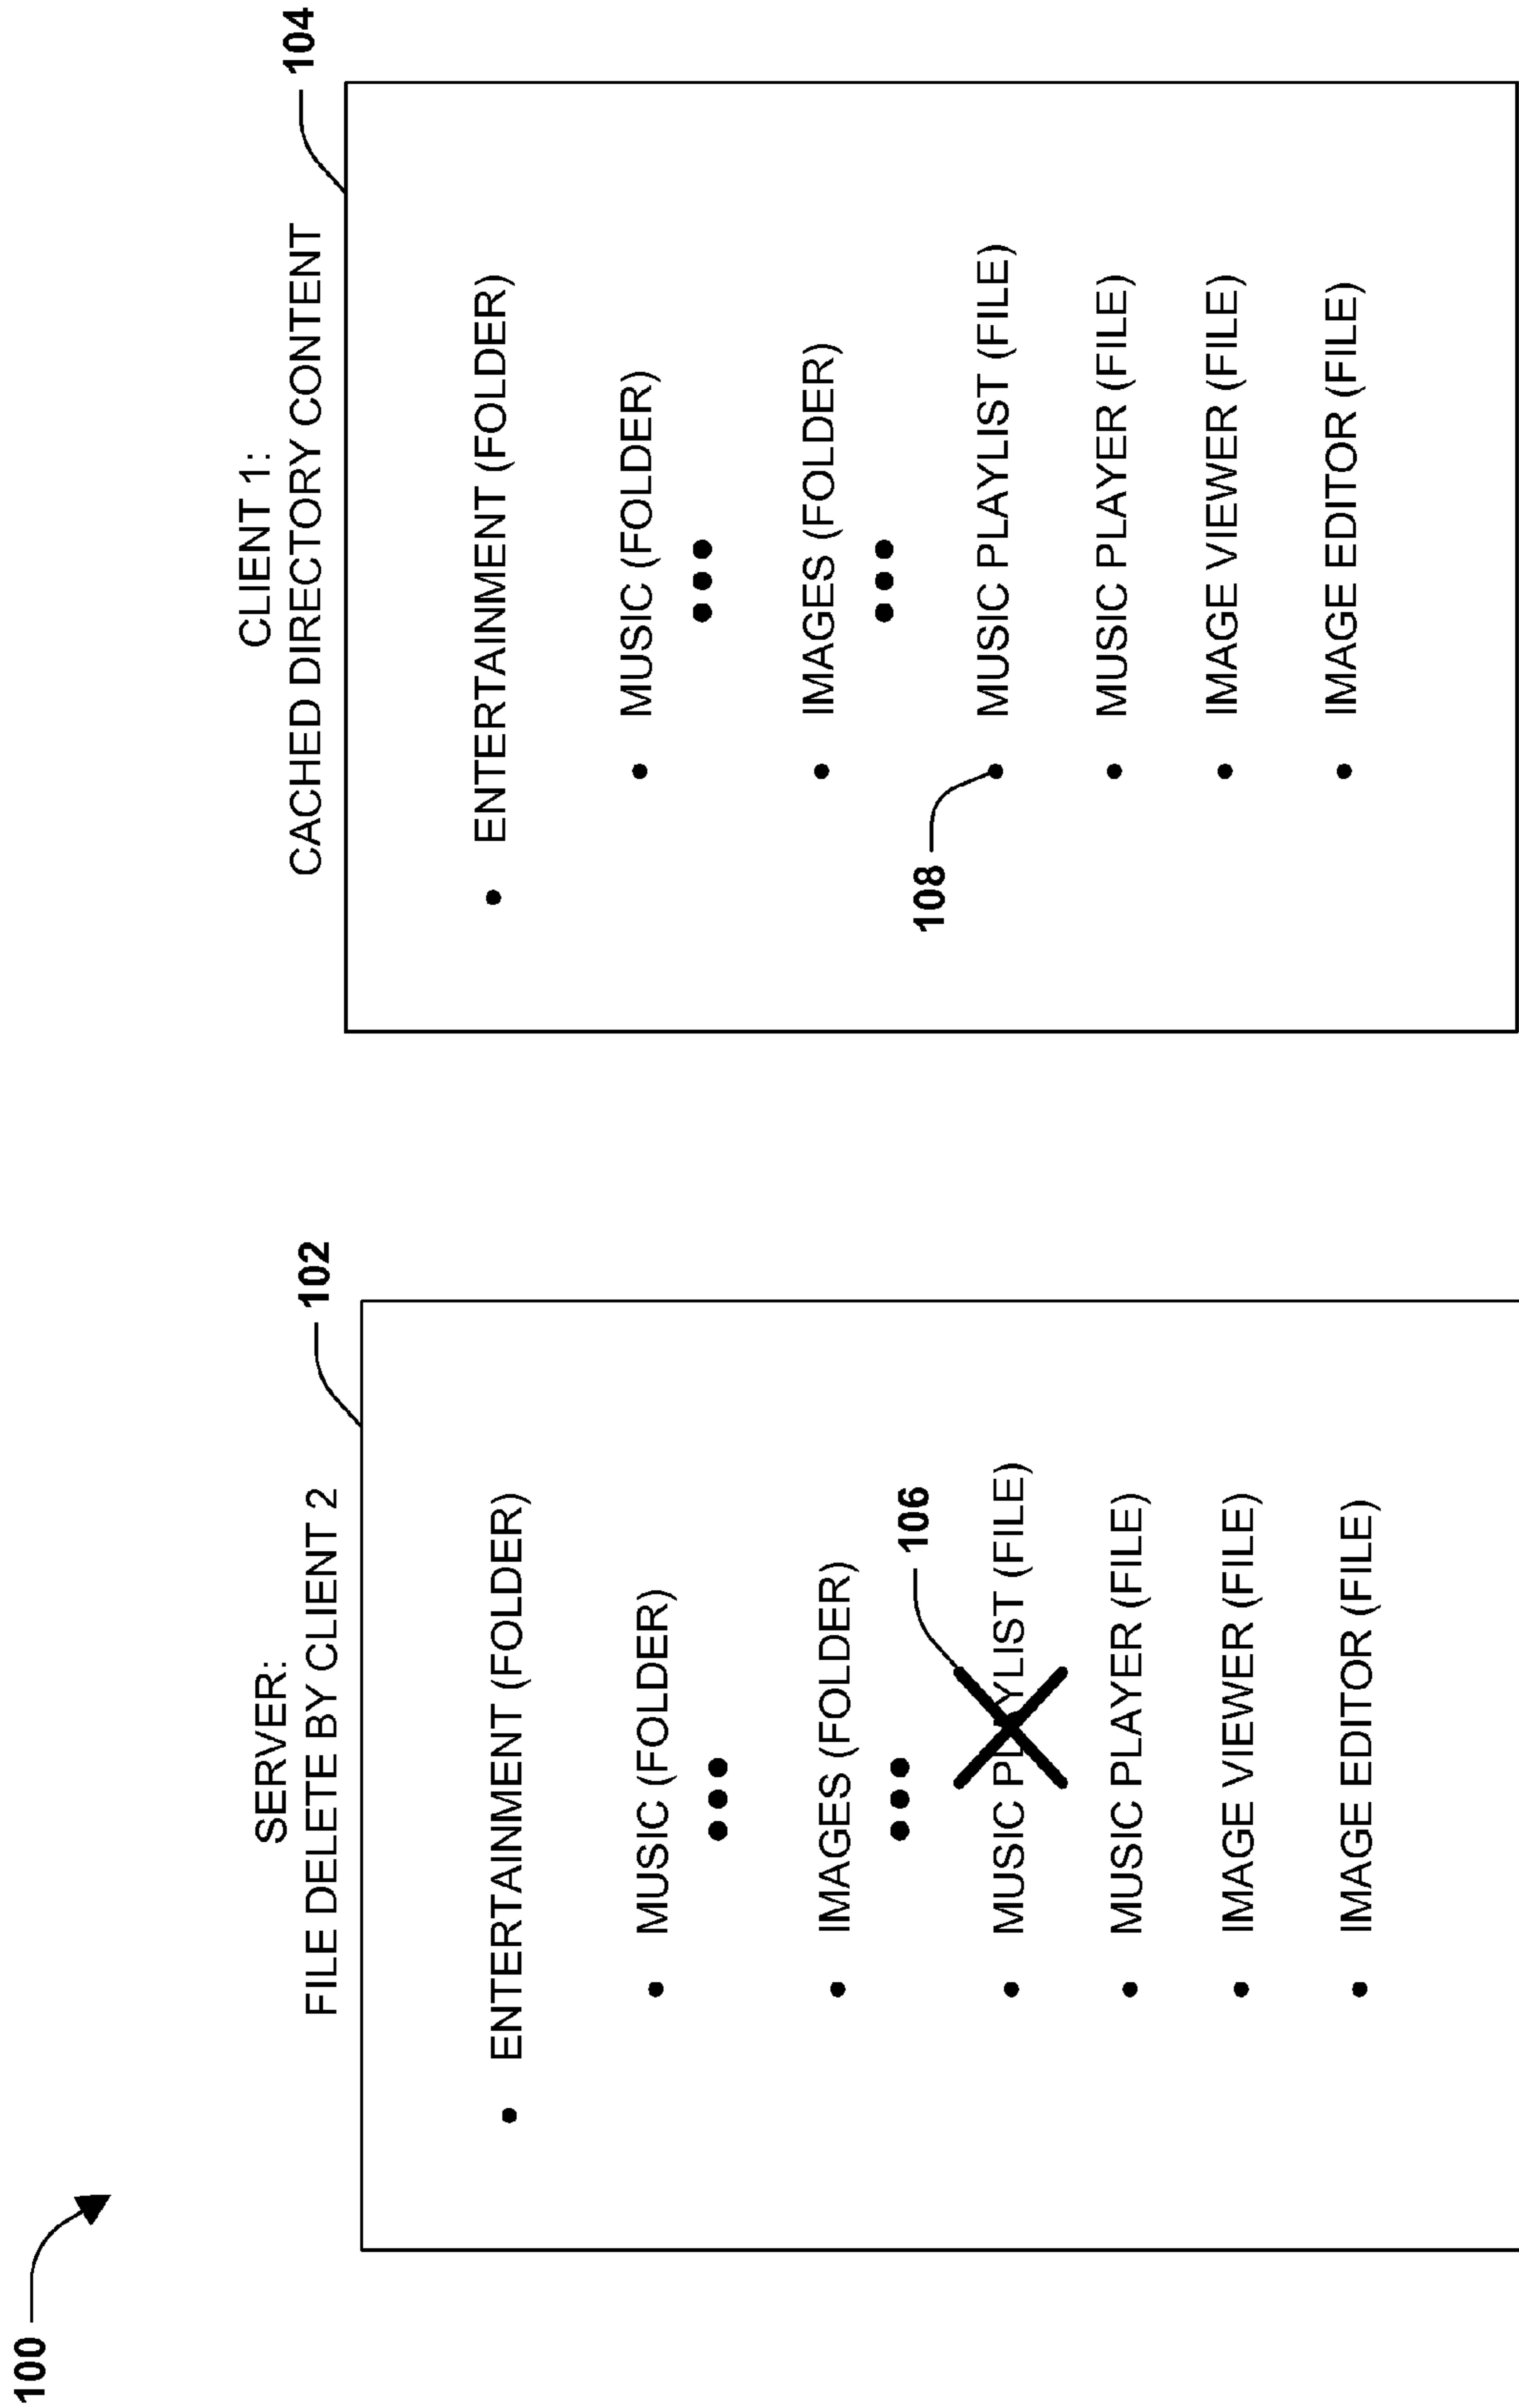 100
SERVER:
FILE DELETE BY CLIENT 2
102
• ENTERTAINMENT (FOLDER)
• MUSIC (FOLDER)
• IMAGES (FOLDER)
106
• MUSIC PLAYLIST (FILE)
• MUSIC PLAYER (FILE)
• IMAGE VIEWER (FILE)
• IMAGE EDITOR (FILE)
CLIENT 1:
CACHED DIRECTORY CONTENT
104
• ENTERTAINMENT (FOLDER)
• MUSIC (FOLDER)
• IMAGES (FOLDER)
108
• MUSIC PLAYLIST (FILE)
• MUSIC PLAYER (FILE)
• IMAGE VIEWER (FILE)
• IMAGE EDITOR (FILE)